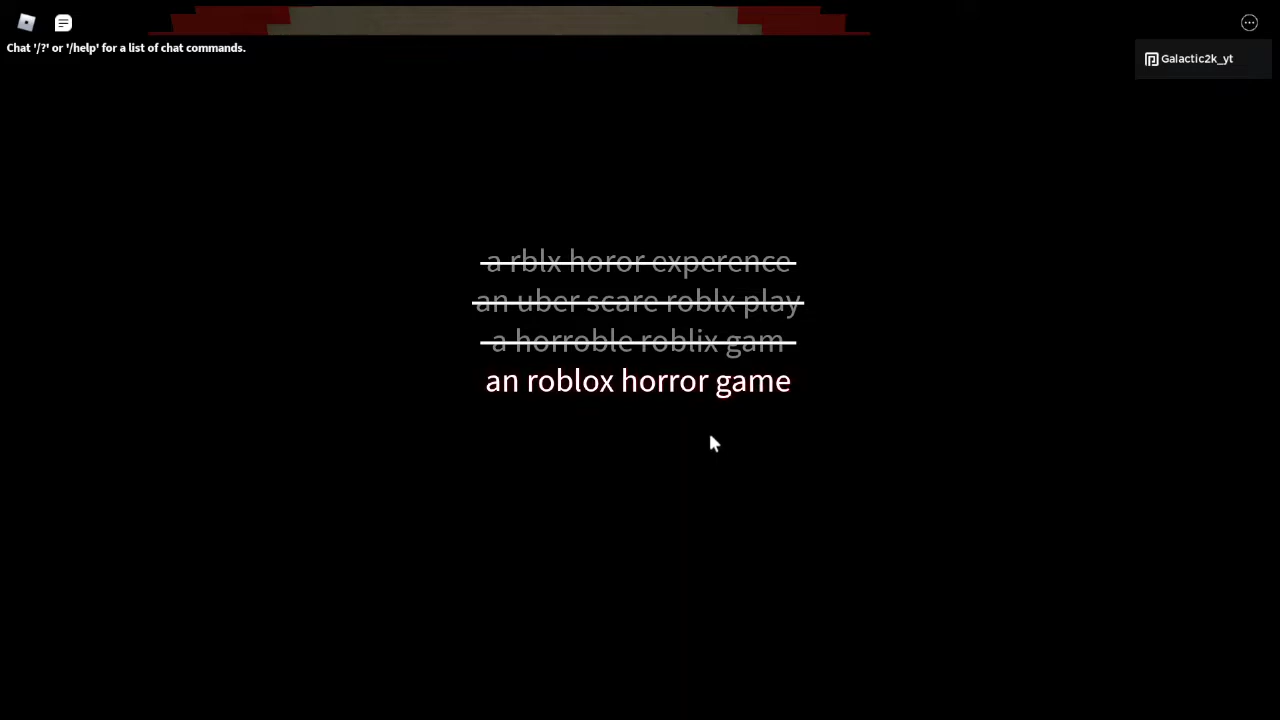 Chat '/?' or '/help' for a list of chat commands.
Galactic2k_yt
a rblx horor experence
an uber scare roblx play
a horroble roblix gam
an roblox horror game